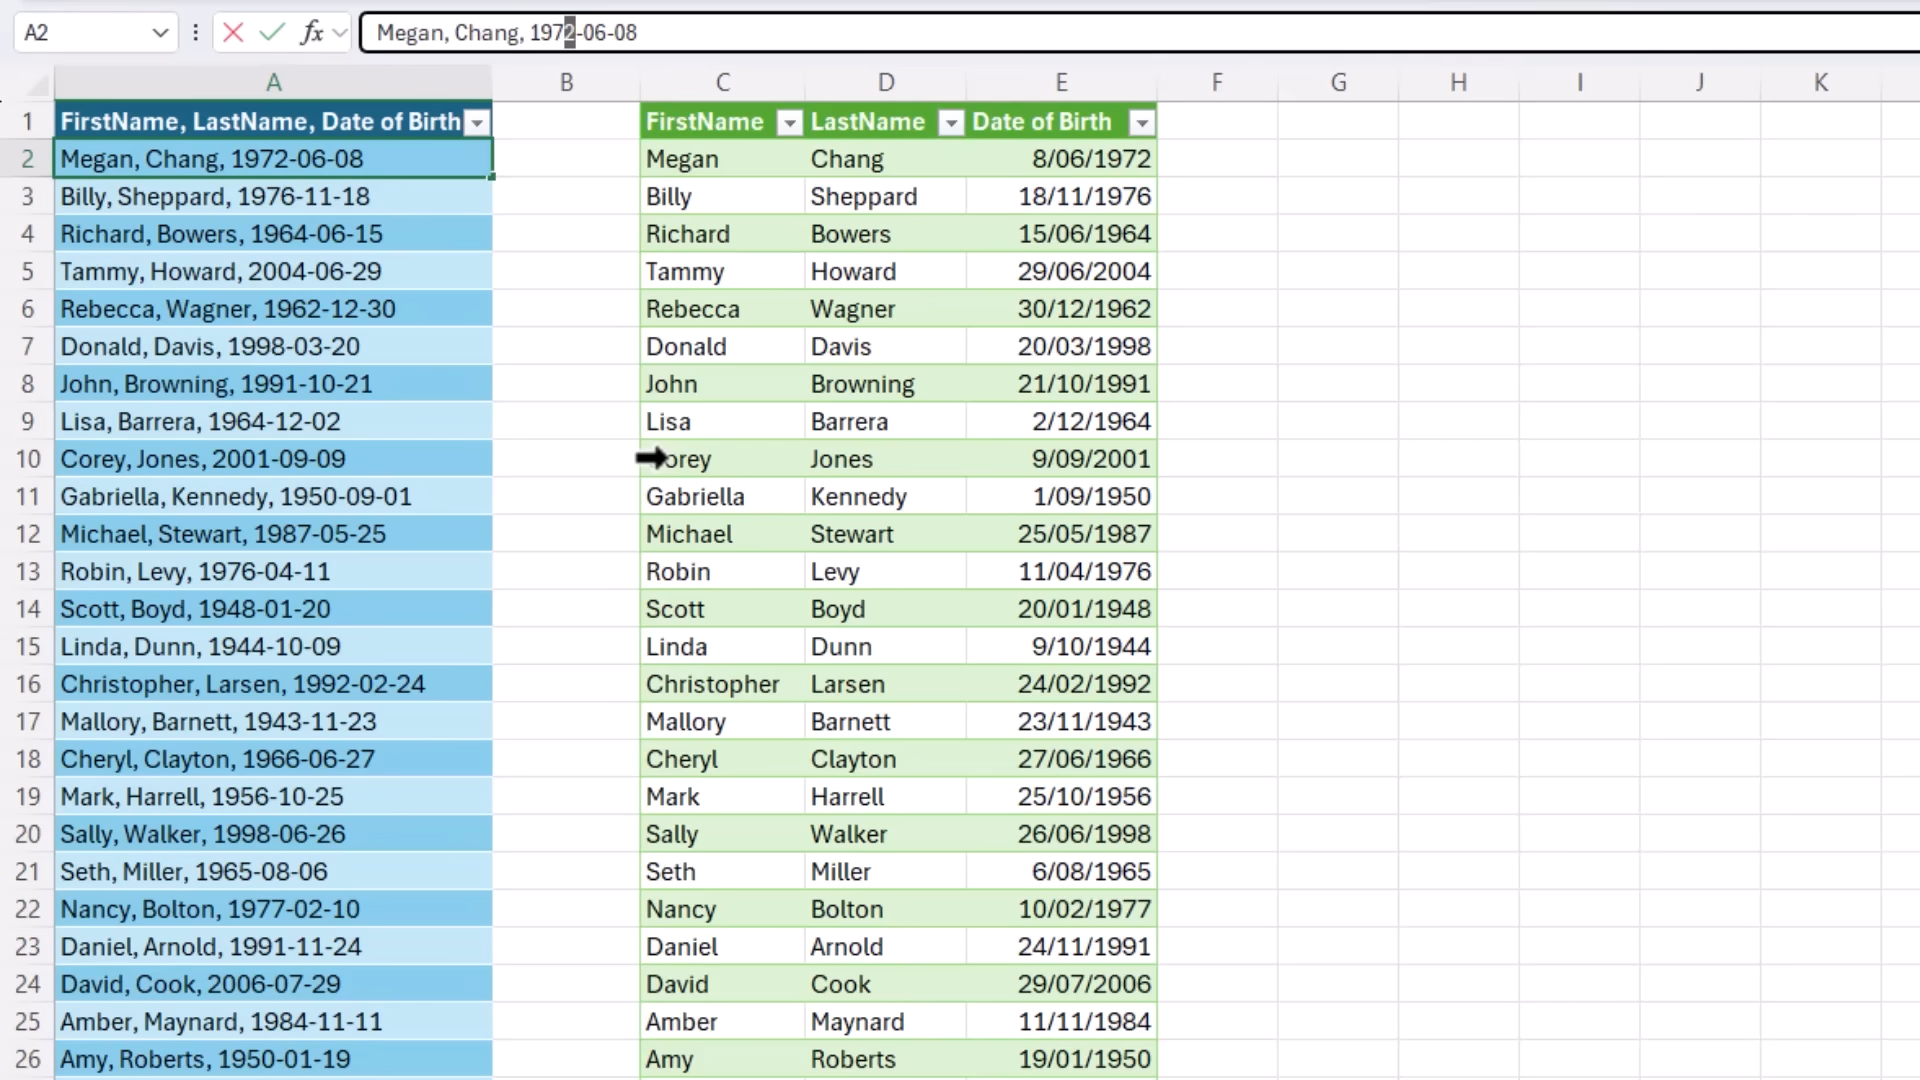 A2 fx Megan, Chang, 1972-06-08
A B C D E F G H I J K
1 FirstName, LastName, Date of Birth FirstName LastName Date of Birth
2 Megan, Chang, 1972-06-08 Megan Chang 8/06/1972
3 Billy, Sheppard, 1976-11-18 Billy Sheppard 18/11/1976
4 Richard, Bowers, 1964-06-15 Richard Bowers 15/06/1964
5 Tammy, Howard, 2004-06-29 Tammy Howard 29/06/2004
6 Rebecca, Wagner, 1962-12-30 Rebecca Wagner 30/12/1962
7 Donald, Davis, 1998-03-20 Donald Davis 20/03/1998
8 John, Browning, 1991-10-21 John Browning 21/10/1991
9 Lisa, Barrera, 1964-12-02 Lisa Barrera 2/12/1964
10 Corey, Jones, 2001-09-09 orey Jones 9/09/2001
11 Gabriella, Kennedy, 1950-09-01 Gabriella Kennedy 1/09/1950
12 Michael, Stewart, 1987-05-25 Michael Stewart 25/05/1987
13 Robin, Levy, 1976-04-11 Robin Levy 11/04/1976
14 Scott, Boyd, 1948-01-20 Scott Boyd 20/01/1948
15 Linda, Dunn, 1944-10-09 Linda Dunn 9/10/1944
16 Christopher, Larsen, 1992-02-24 Christopher Larsen 24/02/1992
17 Mallory, Barnett, 1943-11-23 Mallory Barnett 23/11/1943
18 Cheryl, Clayton, 1966-06-27 Cheryl Clayton 27/06/1966
19 Mark, Harrell, 1956-10-25 Mark Harrell 25/10/1956
20 Sally, Walker, 1998-06-26 Sally Walker 26/06/1998
21 Seth, Miller, 1965-08-06 Seth Miller 6/08/1965
22 Nancy, Bolton, 1977-02-10 Nancy Bolton 10/02/1977
23 Daniel, Arnold, 1991-11-24 Daniel Arnold 24/11/1991
24 David, Cook, 2006-07-29 David Cook 29/07/2006
25 Amber, Maynard, 1984-11-11 Amber Maynard 11/11/1984
26 Amy, Roberts, 1950-01-19 Amy Roberts 19/01/1950